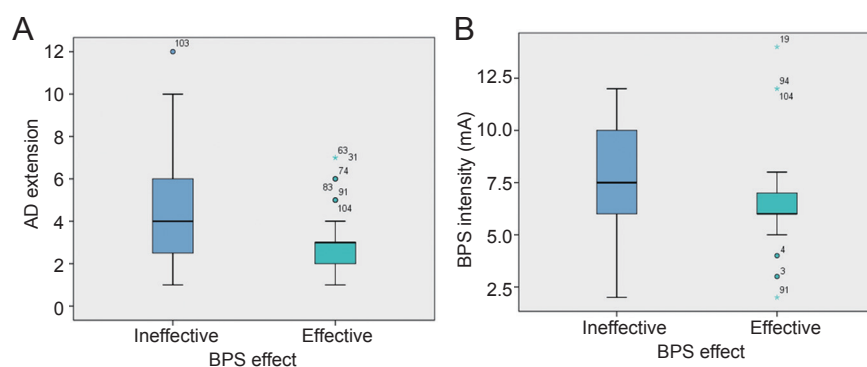 A
AD extension
12
10
8
6
4
2
0
103
63
31
74
83
91
104
Ineffective
Effective
BPS effect
B
BPS intensity (mA)
12.5
10.0
7.5
5.0
2.5
19
94
104
4
3
91
Ineffective
Effective
BPS effect